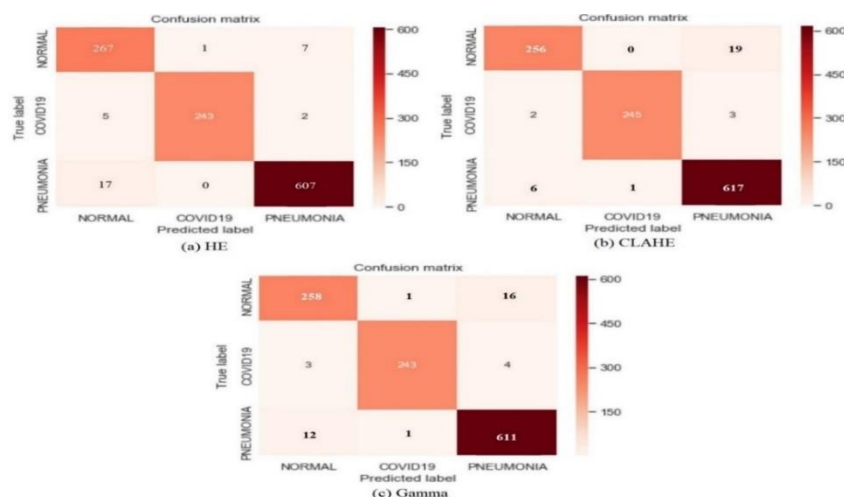 Confusion matrix
NORMAL 267 1 7
True label
COVID19 5 243 2
PNEUMONIA 17 0 607
NORMAL COVID19 PNEUMONIA
Predicted label
600
450
300
150
0
(a) HE
Confusion matrix
NORMAL 256 0 19
True label
COVID19 2 245 3
PNEUMONIA 6 1 617
NORMAL COVID19 PNEUMONIA
Predicted label
600
450
300
150
0
(b) CLAHE
Confusion matrix
NORMAL 258 1 16
True label
COVID19 3 243 4
PNEUMONIA 12 1 611
NORMAL COVID19 PNEUMONIA
Predicted label
600
450
300
150
(c) Gamma